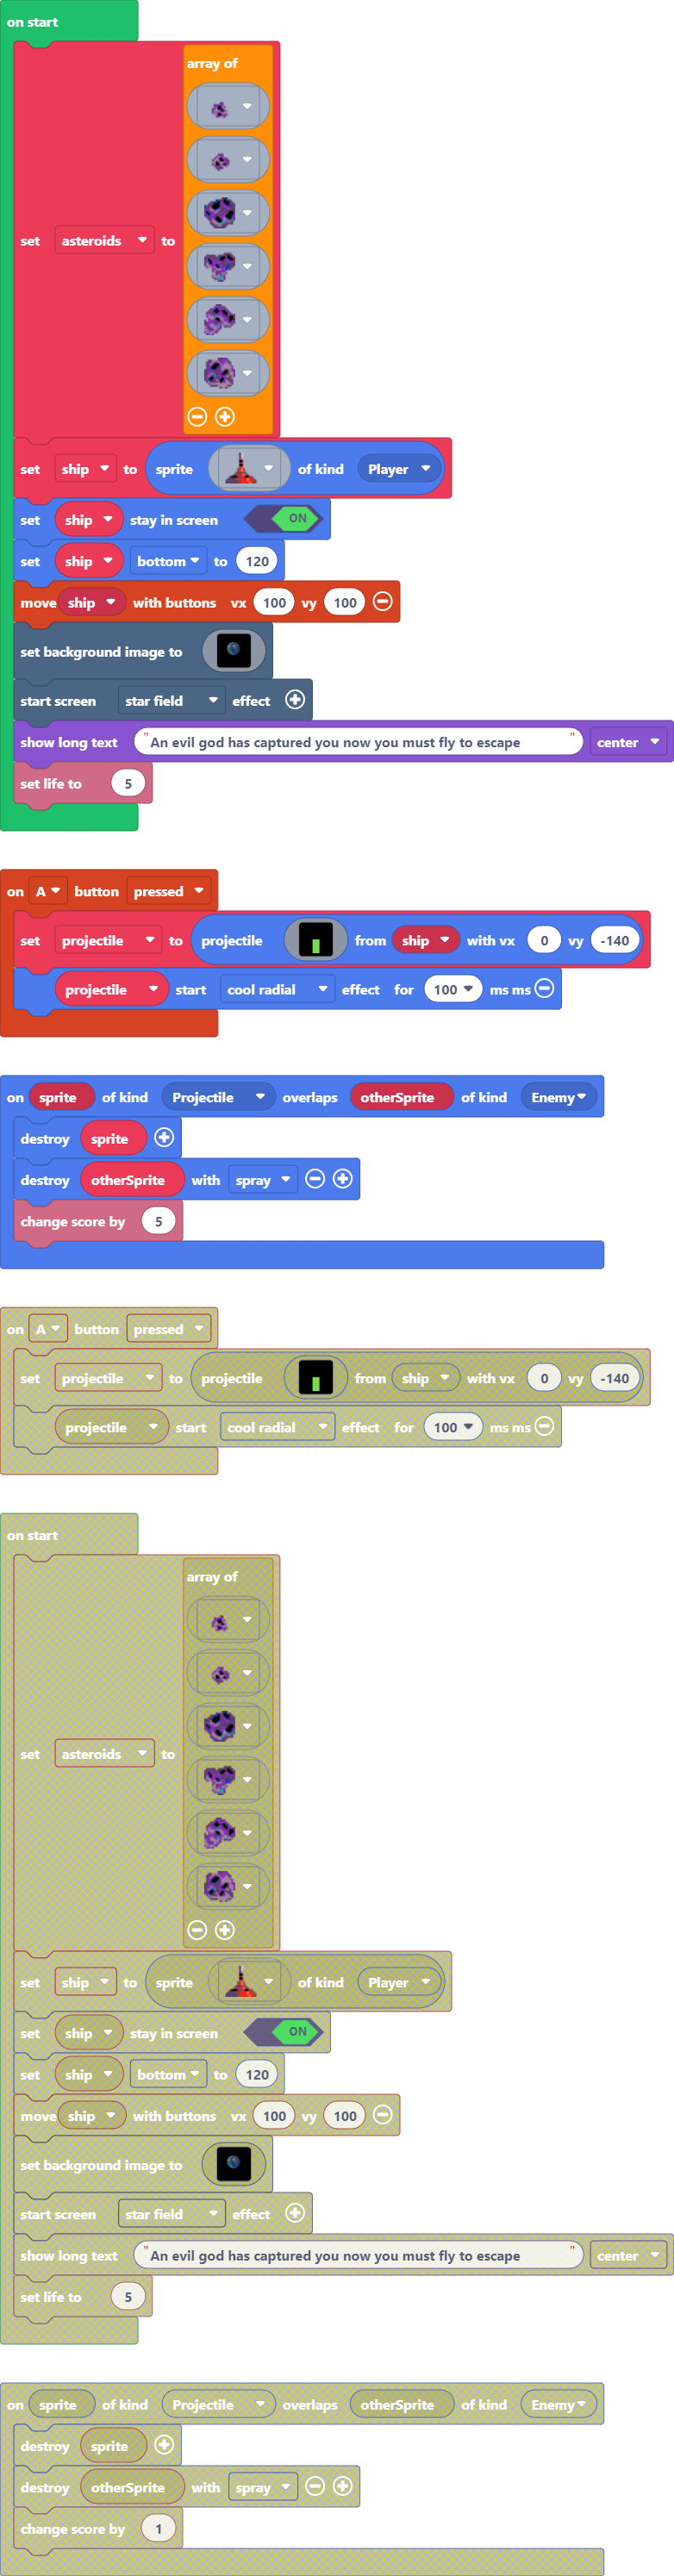 on start
array of
set asteroids to
set ship to sprite of kind Player
set ship stay in screen ON
set ship bottom to 120
move ship with buttons vx 100 vy 100
set background image to
start screen star field effect
show long text "An evil god has captured you now you must fly to escape" center
set life to 5
on A button pressed
set projectile to projectile from ship with vx 0 vy -140
projectile start cool radial effect for 100 ms ms
on sprite of kind Projectile overlaps otherSprite of kind Enemy
destroy sprite
destroy otherSprite with spray
change score by 5
on A button pressed
set projectile to projectile from ship with vx 0 vy -140
projectile start cool radial effect for 100 ms ms
on start
array of
set asteroids to
set ship to sprite of kind Player
set ship stay in screen ON
set ship bottom to 120
move ship with buttons vx 100 vy 100
set background image to
start screen star field effect
show long text "An evil god has captured you now you must fly to escape" center
set life to 5
on sprite of kind Projectile overlaps otherSprite of kind Enemy
destroy sprite
destroy otherSprite with spray
change score by 1